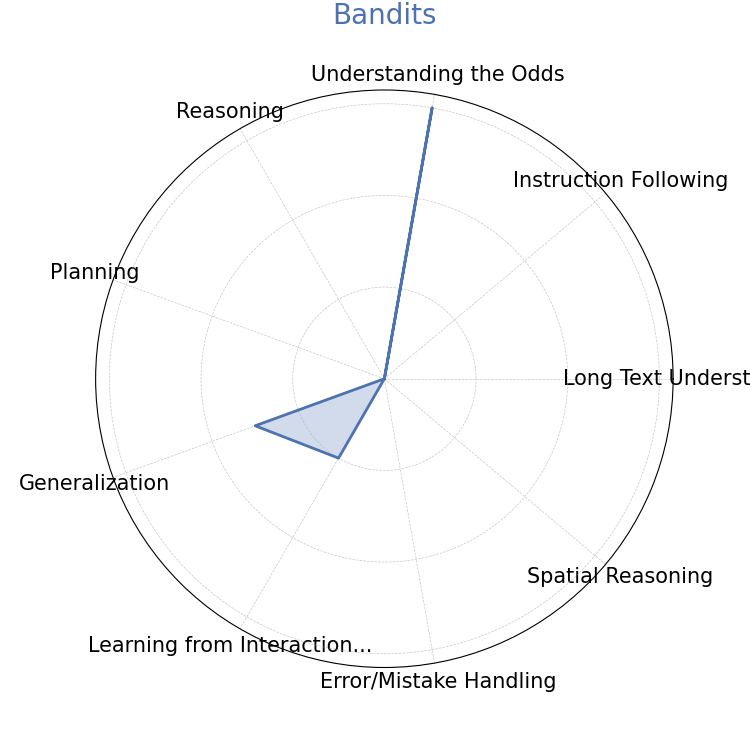 Bandits
Understanding the Odds
Reasoning
Instruction Following
Planning
Long Text Underst
Generalization
Spatial Reasoning
Learning from Interaction...
Error/Mistake Handling